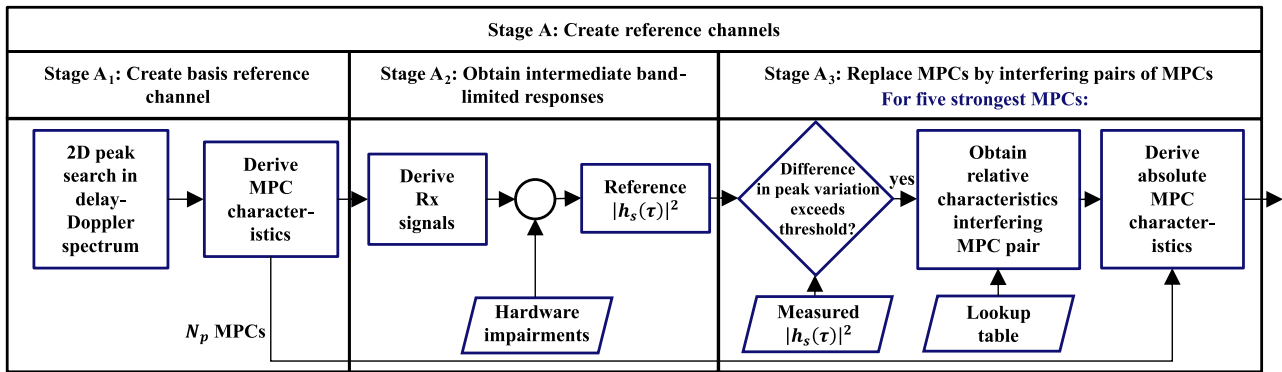 Stage A: Create reference channels
Stage A₁: Create basis reference
channel
Stage A₂: Obtain intermediate band-
limited responses
Stage A₃: Replace MPCs by interfering pairs of MPCs
For five strongest MPCs:
2D peak
search in
delay-
Doppler
spectrum
Derive
MPC
character-
istics
Derive
Rx
signals
Reference
|hₛ(τ)|²
Difference
in peak variation
exceeds
threshold?
yes
Obtain
relative
characteristics
interfering
MPC pair
Derive
absolute
MPC
character-
istics
Nₚ MPCs
Hardware
impairments
Measured
|hₛ(τ)|²
Lookup
table